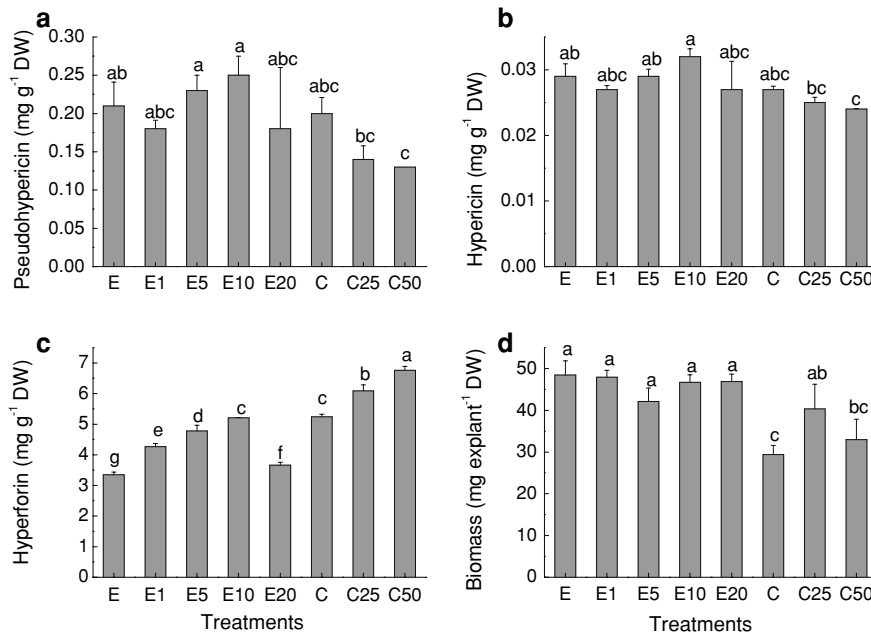 a
Pseudohypericin (mg g⁻¹ DW)
0.30
0.25
0.20
0.15
0.10
0.05
0.00
ab
abc
a
a
abc
abc
bc
c
E E1 E5 E10 E20 C C25 C50
b
Hypericin (mg g⁻¹ DW)
0.03
0.02
0.01
0.00
ab
abc
ab
a
abc
abc
bc
c
E E1 E5 E10 E20 C C25 C50
c
Hyperforin (mg g⁻¹ DW)
7
6
5
4
3
2
1
0
g
e
d
c
f
c
b
a
E E1 E5 E10 E20 C C25 C50
Treatments
d
Biomass (mg explant⁻¹ DW)
50
40
30
20
10
0
a
a
a
a
a
c
ab
bc
E E1 E5 E10 E20 C C25 C50
Treatments